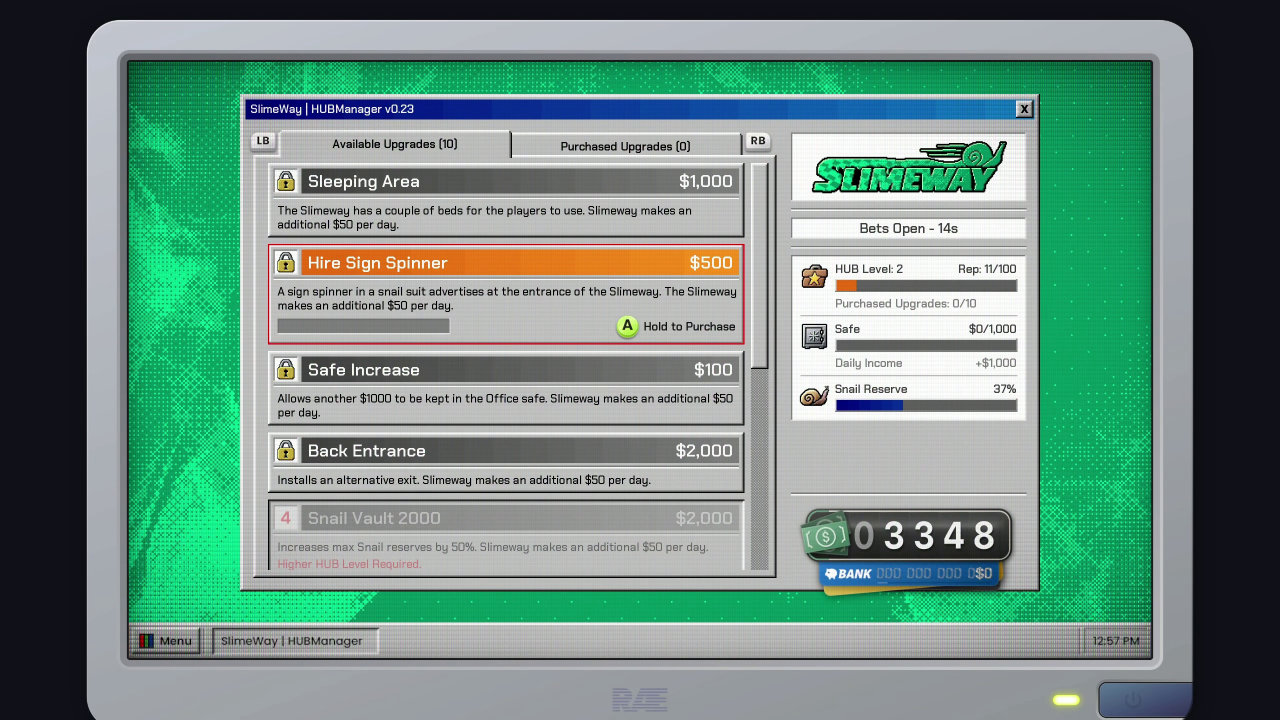 SlimeWay | HUBManager v0.23
X
LB
Available Upgrades (10)
Purchased Upgrades (0)
RB
Sleeping Area
$1,000
The Slimeway has a couple of beds for the players to use. Slimeway makes an
additional $50 per day.
Hire Sign Spinner
$500
A sign spinner in a snail suit advertises at the entrance of the Slimeway. The Slimeway
makes an additional $50 per day.
A Hold to Purchase
Safe Increase
$100
Allows another $1000 to be kept in the Office safe. Slimeway makes an additional $50
per day.
Back Entrance
$2,000
Installs an alternative exit. Slimeway makes an additional $50 per day.
4
Snail Vault 2000
$2,000
Increases max Snail reserves by 50%. Slimeway makes an additional $50 per day.
Higher HUB Level Required.
SLIMEWAY
Bets Open - 14s
HUB Level: 2
Rep: 11/100
Purchased Upgrades: 0/10
Safe
$0/1,000
Daily Income
+$1,000
Snail Reserve
37%
03348
BANK 000 000 000 0$0
Menu
SlimeWay | HUBManager
12:57 PM